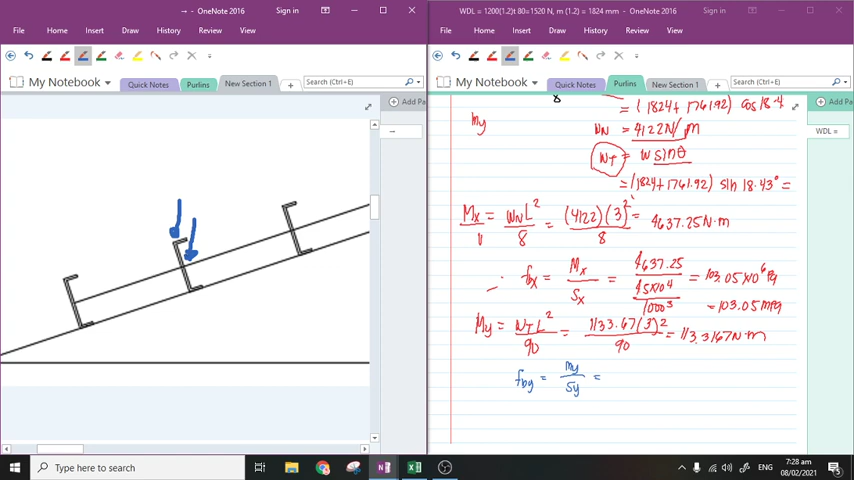 → - OneNote 2016
Sign in
File
Home
Insert
Draw
History
Review
View
My Notebook
Quick Notes
Purlins
New Section 1
+
Search (Ctrl+E)
Add Pa
→
WDL = 1200(1.2)t 80=1520 N, m (1.2) = 1824 mm - OneNote 2016
Sign in
File
Home
Insert
Draw
History
Review
View
My Notebook
Quick Notes
Purlins
New Section 1
+
Search (Ctrl+E)
Add Pa
WDL =
8
= (1824+1761.92) cos 18.4
My
WN = 4122 N/m
WT = w sinθ
= (1824+1761.92) sin 18.43° =
Mx = WN L² / 8 = (4122)(3)² / 8 = 4637.25 N·m
fbx = Mx / Sx = 4637.25 / 45x10⁴ / 1000³ = 103.05x10⁶ Pa
= 103.05 mPa
My = WT L² / 90 = 1133.67(3)² / 90 = 113.3167 N·m
fby = My / Sy =
Type here to search
ENG
7:28 am
08/02/2021